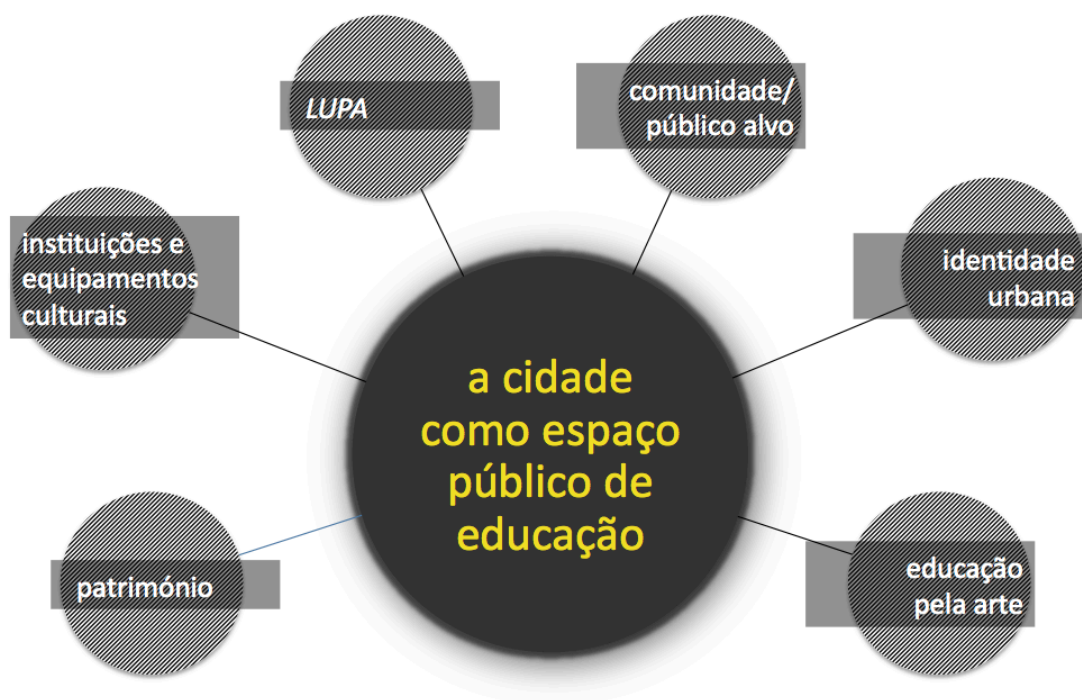 LUPA
comunidade/
público alvo
instituições e
equipamentos
culturais
identidade
urbana
a cidade
como espaço
público de
educação
património
educação
pela arte